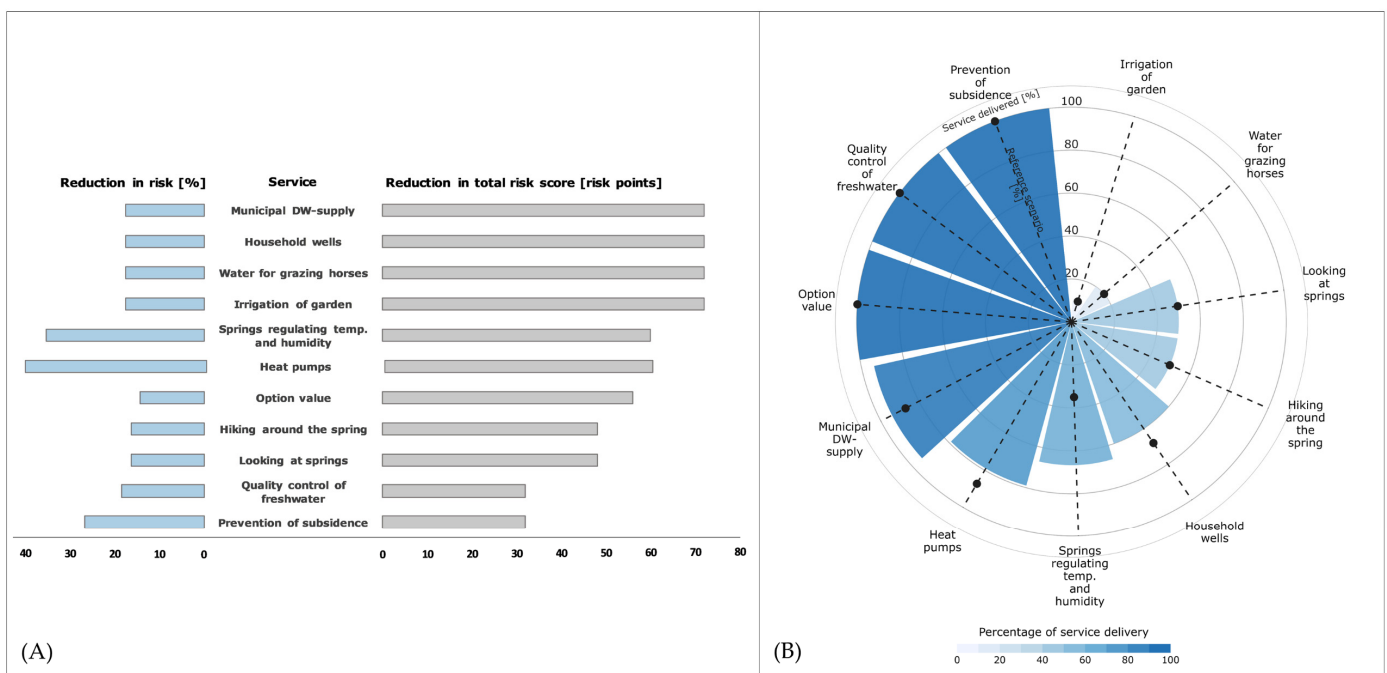 Reduction in risk [%]
Service
Reduction in total risk score [risk points]
Municipal DW-supply
Household wells
Water for grazing horses
Irrigation of garden
Springs regulating temp.
and humidity
Heat pumps
Option value
Hiking around the spring
Looking at springs
Quality control of
freshwater
Prevention of subsidence
40
30
20
10
0
0
10
20
30
40
50
60
70
80
(A)
Prevention
of
subsidence
Irrigation
of
garden
Water
for
grazing
horses
Looking
at
springs
Hiking
around
the
spring
Household
wells
Springs
regulating
temp.
and
humidity
Heat
pumps
Municipal
DW-
supply
Option
value
Quality
control
of
freshwater
Service delivered [%]
Reference scenario
[%]
100
80
60
40
20
Percentage of service delivery
0
20
40
60
80
100
(B)